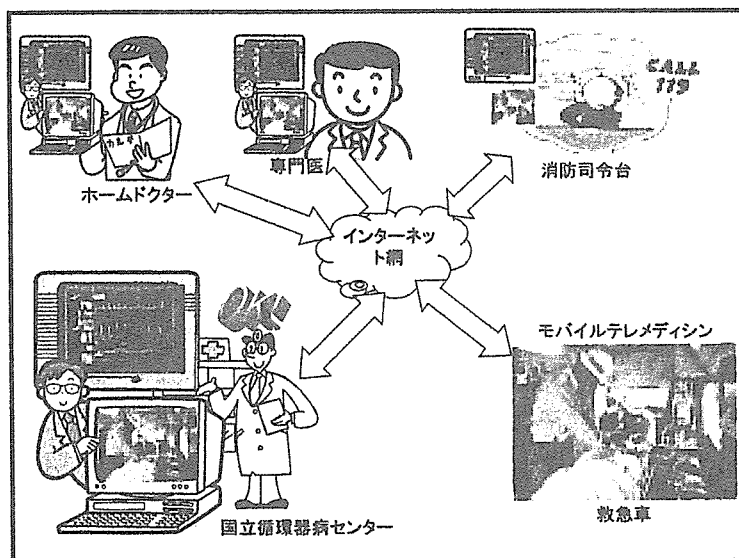 CALL
119
カルテ
専門医
ホームドクター
消防司令台
インターネッ
ト網
OK!
モバイルテレメディシン
国立循環器病センター
救急車